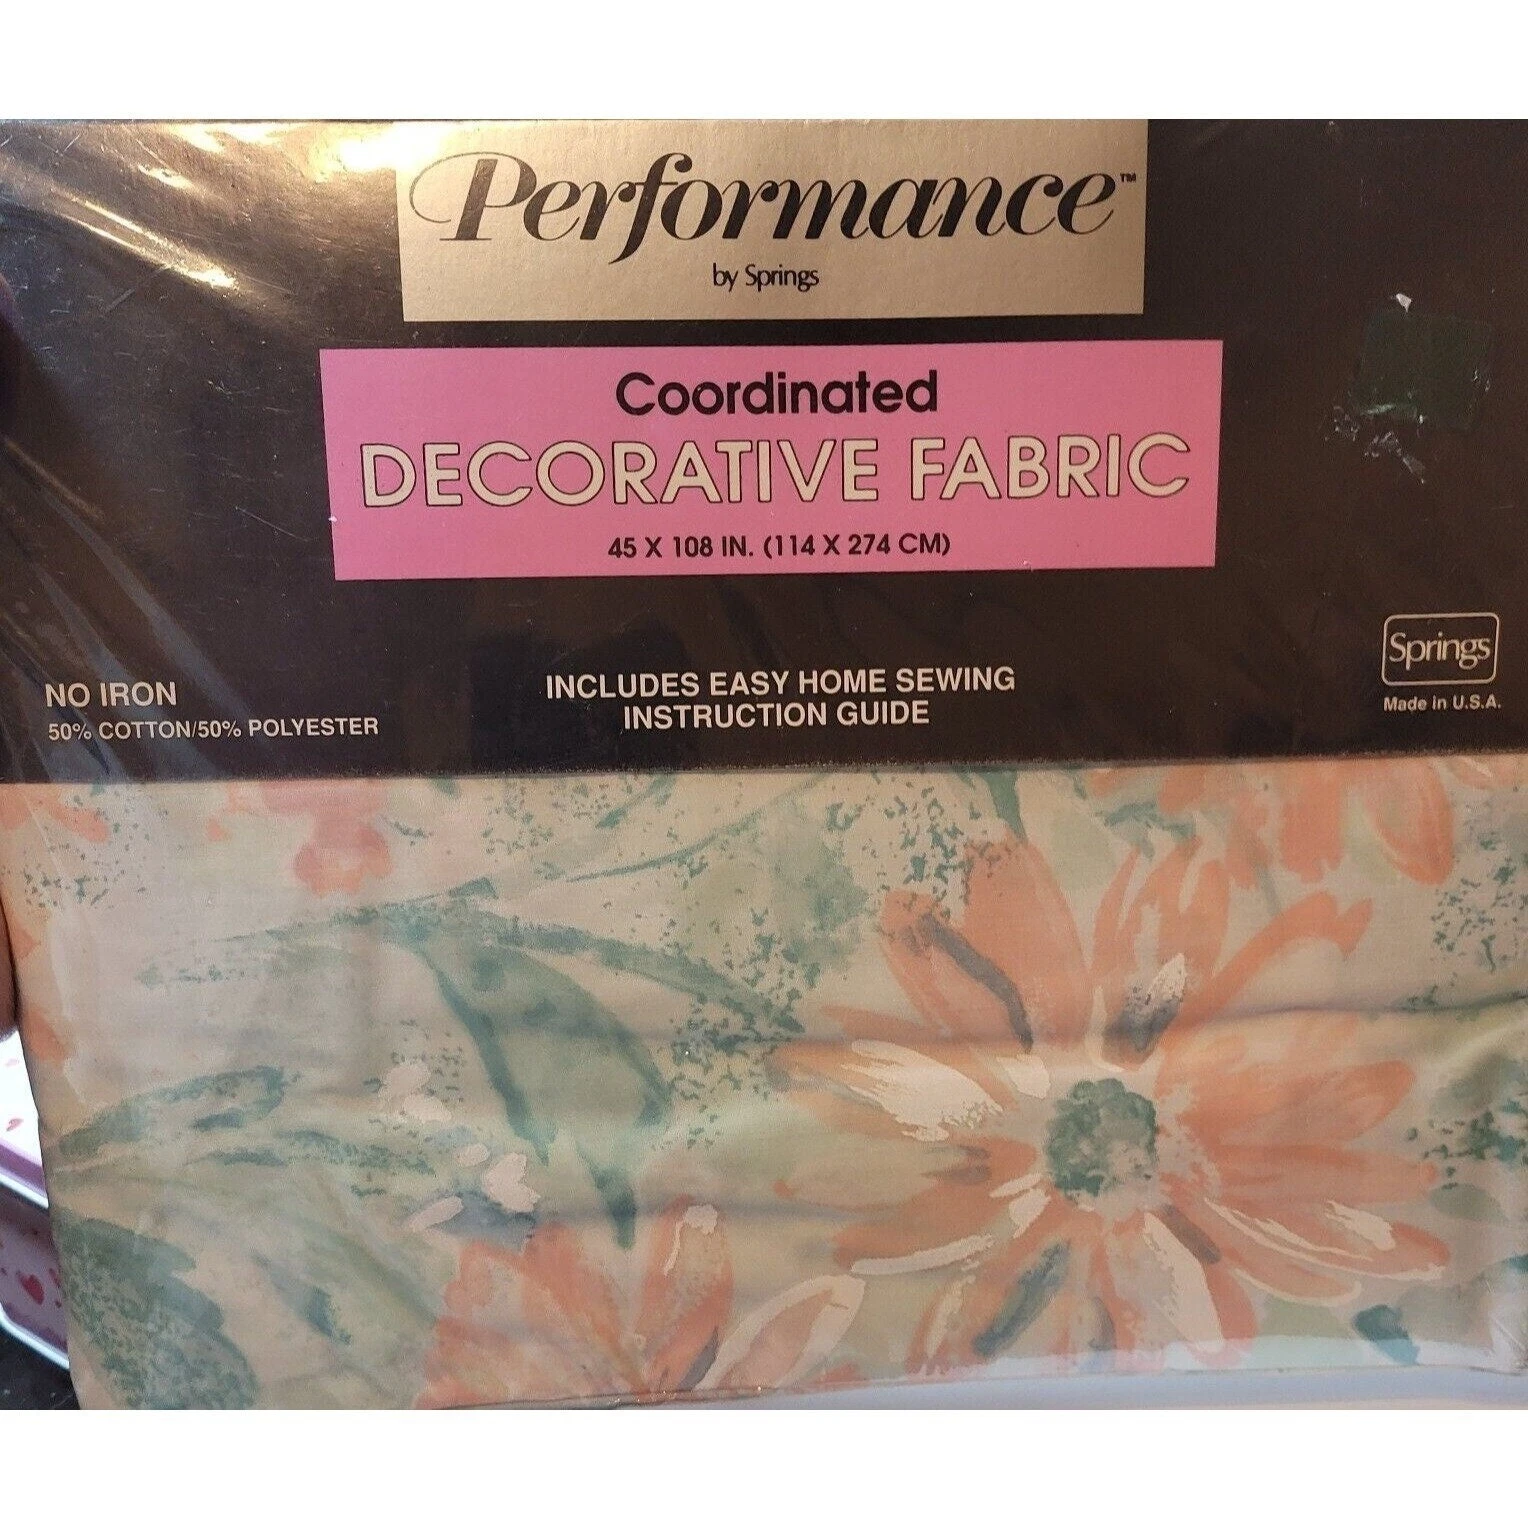 Performance™
by Springs
Coordinated
DECORATIVE FABRIC
45 X 108 IN. (114 X 274 CM)
NO IRON
50% COTTON/50% POLYESTER
INCLUDES EASY HOME SEWING
INSTRUCTION GUIDE
Springs
Made in U.S.A.